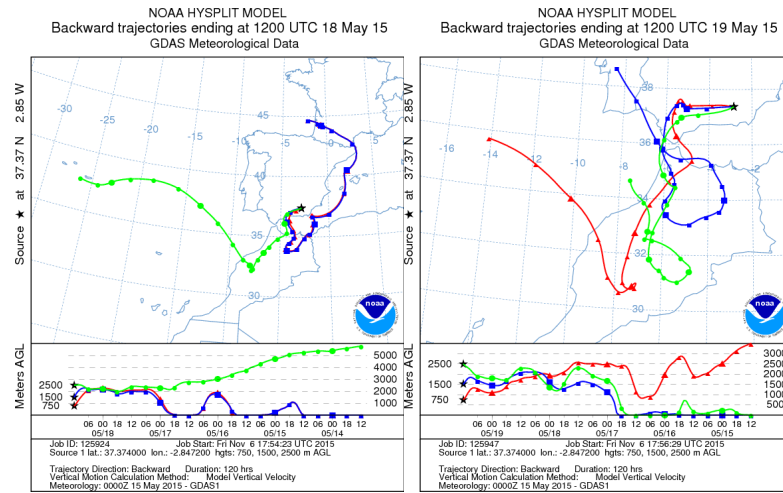 NOAA HYSPLIT MODEL
Backward trajectories ending at 1200 UTC 18 May 15
GDAS Meteorological Data
Source ★ at 37.37 N 2.85 W
-30
-25
-20
-15
-10
-5
0
5
45
40
35
30
noaa
Meters AGL
2500
1500
750
5000
4000
3000
2000
1000
06 00 18 12 06 00 18 12 06 00 18 12 06 00 18 12 06 00 18 12
05/18 05/17 05/16 05/15 05/14
Job ID: 125924 Job Start: Fri Nov 6 17:54:23 UTC 2015
Source 1 lat.: 37.374000 lon.: -2.847200 hgts: 750, 1500, 2500 m AGL
Trajectory Direction: Backward Duration: 120 hrs
Vertical Motion Calculation Method: Model Vertical Velocity
Meteorology: 0000Z 15 May 2015 - GDAS1
NOAA HYSPLIT MODEL
Backward trajectories ending at 1200 UTC 19 May 15
GDAS Meteorological Data
Source ★ at 37.37 N 2.85 W
-16
-14
-12
-10
-8
38
36
34
32
30
noaa
Meters AGL
2500
1500
750
3000
2500
2000
1500
1000
500
06 00 18 12 06 00 18 12 06 00 18 12 06 00 18 12 06 00 18 12
05/19 05/18 05/17 05/16 05/15
Job ID: 125947 Job Start: Fri Nov 6 17:56:29 UTC 2015
Source 1 lat.: 37.374000 lon.: -2.847200 hgts: 750, 1500, 2500 m AGL
Trajectory Direction: Backward Duration: 120 hrs
Vertical Motion Calculation Method: Model Vertical Velocity
Meteorology: 0000Z 15 May 2015 - GDAS1